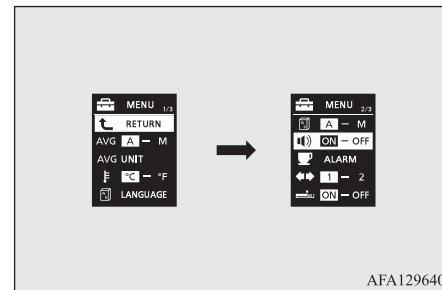 MENU 1/3
RETURN
AVG A – M
AVG UNIT
°C – °F
LANGUAGE
MENU 2/3
A – M
ON – OFF
ALARM
1 – 2
ON – OFF
AFA129640